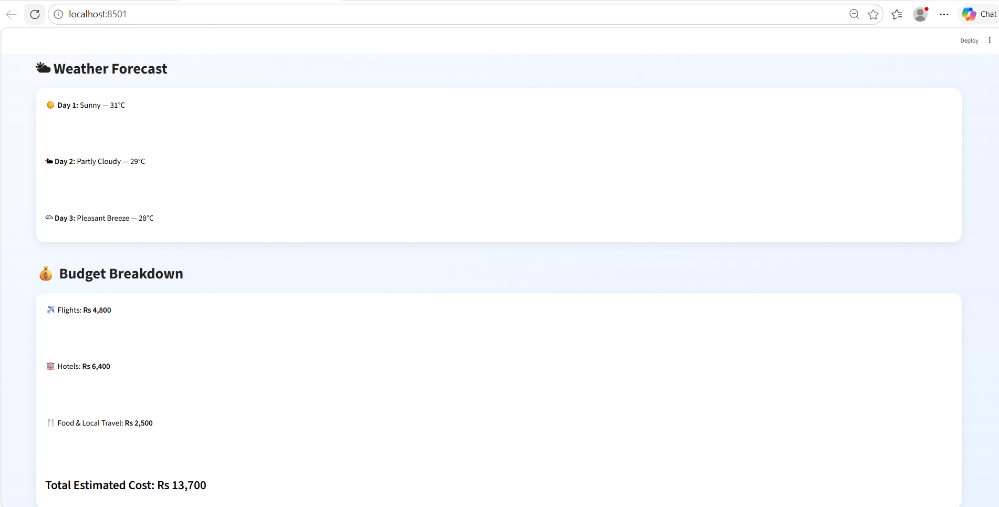 localhost:8501
Chat
Deploy
🌥 Weather Forecast
☀️ Day 1: Sunny — 31°C
🌥 Day 2: Partly Cloudy — 29°C
🌤 Day 3: Pleasant Breeze — 28°C
💰 Budget Breakdown
✈️ Flights: Rs 4,800
🏨 Hotels: Rs 6,400
🍴 Food & Local Travel: Rs 2,500
Total Estimated Cost: Rs 13,700